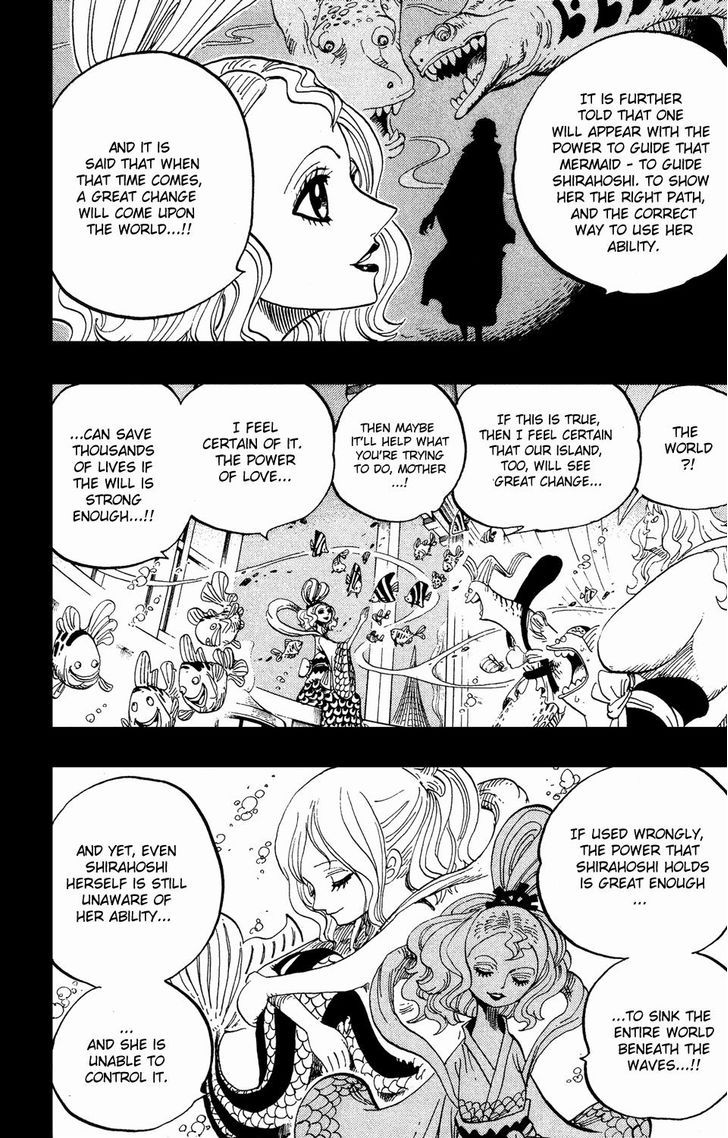 IT IS FURTHER
TOLD THAT ONE
WILL APPEAR WITH THE
POWER TO GUIDE THAT
MERMAID - TO GUIDE
SHIRAHOSHI. TO SHOW
HER THE RIGHT PATH,
AND THE CORRECT
WAY TO USE HER
ABILITY.
AND IT IS
SAID THAT WHEN
THAT TIME COMES,
A GREAT CHANGE
WILL COME UPON
THE WORLD...!!
THE
WORLD
?!
IF THIS IS TRUE,
THEN I FEEL CERTAIN
THAT OUR ISLAND,
TOO, WILL SEE
GREAT CHANGE...
THEN MAYBE
IT'LL HELP WHAT
YOU'RE TRYING
TO DO, MOTHER
...!
I FEEL
CERTAIN OF IT.
THE POWER
OF LOVE...
...CAN SAVE
THOUSANDS
OF LIVES IF
THE WILL IS
STRONG
ENOUGH...!!
IF USED WRONGLY,
THE POWER THAT
SHIRAHOSHI HOLDS
IS GREAT ENOUGH
...
...TO SINK THE
ENTIRE WORLD
BENEATH THE
WAVES...!!
AND YET, EVEN
SHIRAHOSHI
HERSELF IS STILL
UNAWARE OF
HER ABILITY...
...
AND SHE IS
UNABLE TO
CONTROL IT.